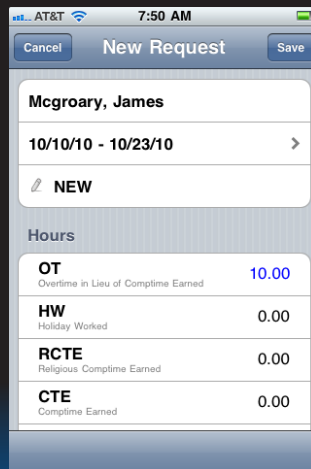 AT&T 7:50 AM
Cancel New Request Save
Mcgroary, James
10/10/10 - 10/23/10
NEW
Hours
OT 10.00
Overtime in Lieu of Comptime Earned
HW 0.00
Holiday Worked
RCTE 0.00
Religious Comptime Earned
CTE 0.00
Comptime Earned